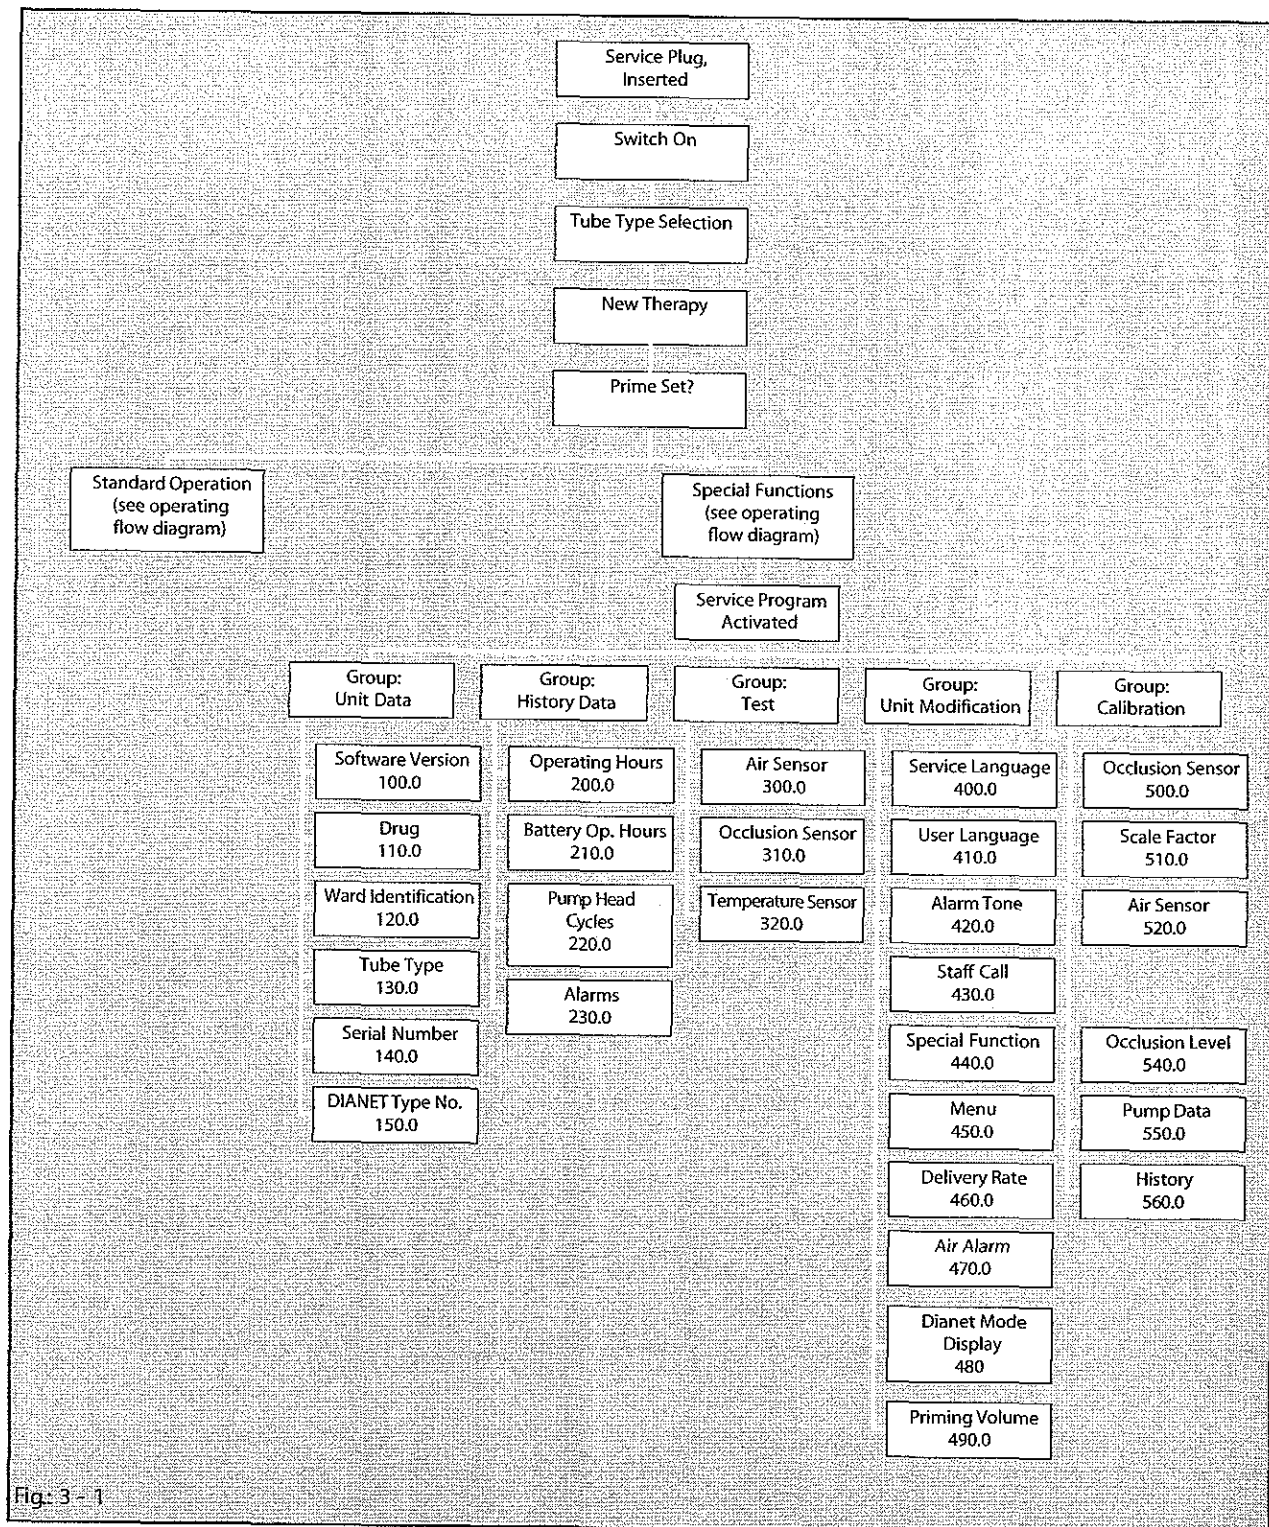 Service Plug,
Inserted
Switch On
Tube Type Selection
New Therapy
Prime Set?
Standard Operation
(see operating
flow diagram)
Special Functions
(see operating
flow diagram)
Service Program
Activated
Group:
Unit Data
Group:
History Data
Group:
Test
Group:
Unit Modification
Group:
Calibration
Software Version
100.0
Drug
110.0
Ward Identification
120.0
Tube Type
130.0
Serial Number
140.0
DIANET Type No.
150.0
Operating Hours
200.0
Battery Op. Hours
210.0
Pump Head
Cycles
220.0
Alarms
230.0
Air Sensor
300.0
Occlusion Sensor
310.0
Temperature Sensor
320.0
Service Language
400.0
User Language
410.0
Alarm Tone
420.0
Staff Call
430.0
Special Function
440.0
Menu
450.0
Delivery Rate
460.0
Air Alarm
470.0
Dianet Mode
Display
480
Priming Volume
490.0
Occlusion Sensor
500.0
Scale Factor
510.0
Air Sensor
520.0
Occlusion Level
540.0
Pump Data
550.0
History
560.0
Fig.: 3 - 1